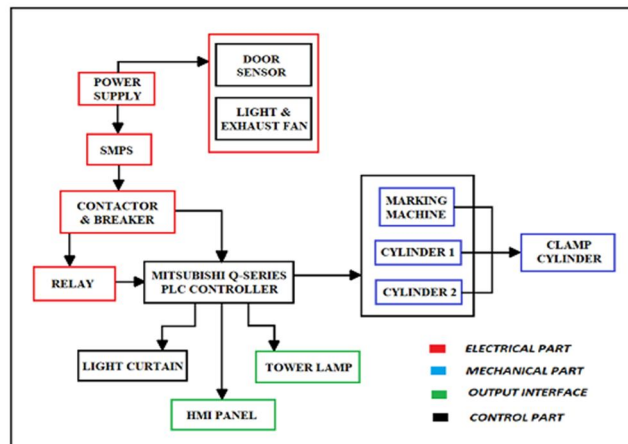 DOOR
SENSOR
POWER
SUPPLY
LIGHT &
EXHAUST FAN
SMPS
CONTACTOR
& BREAKER
MARKING
MACHINE
CYLINDER 1
CLAMP
CYLINDER
RELAY
MITSUBISHI Q-SERIES
PLC CONTROLLER
CYLINDER 2
LIGHT CURTAIN
TOWER LAMP
HMI PANEL
ELECTRICAL PART
MECHANICAL PART
OUTPUT INTERFACE
CONTROL PART